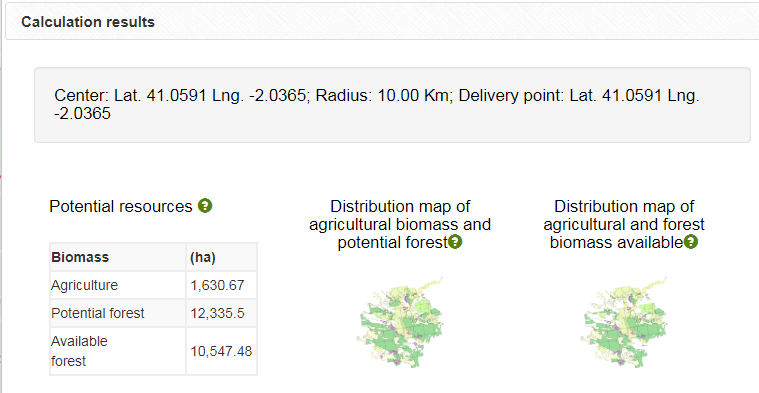 Calculation results
Center: Lat. 41.0591 Lng. -2.0365; Radius: 10.00 Km; Delivery point: Lat. 41.0591 Lng.
-2.0365
Potential resources
Distribution map of
agricultural biomass and
potential forest
Distribution map of
agricultural and forest
biomass available
Biomass (ha)
Agriculture 1,630.67
Potential forest 12,335.5
Available
forest 10,547.48